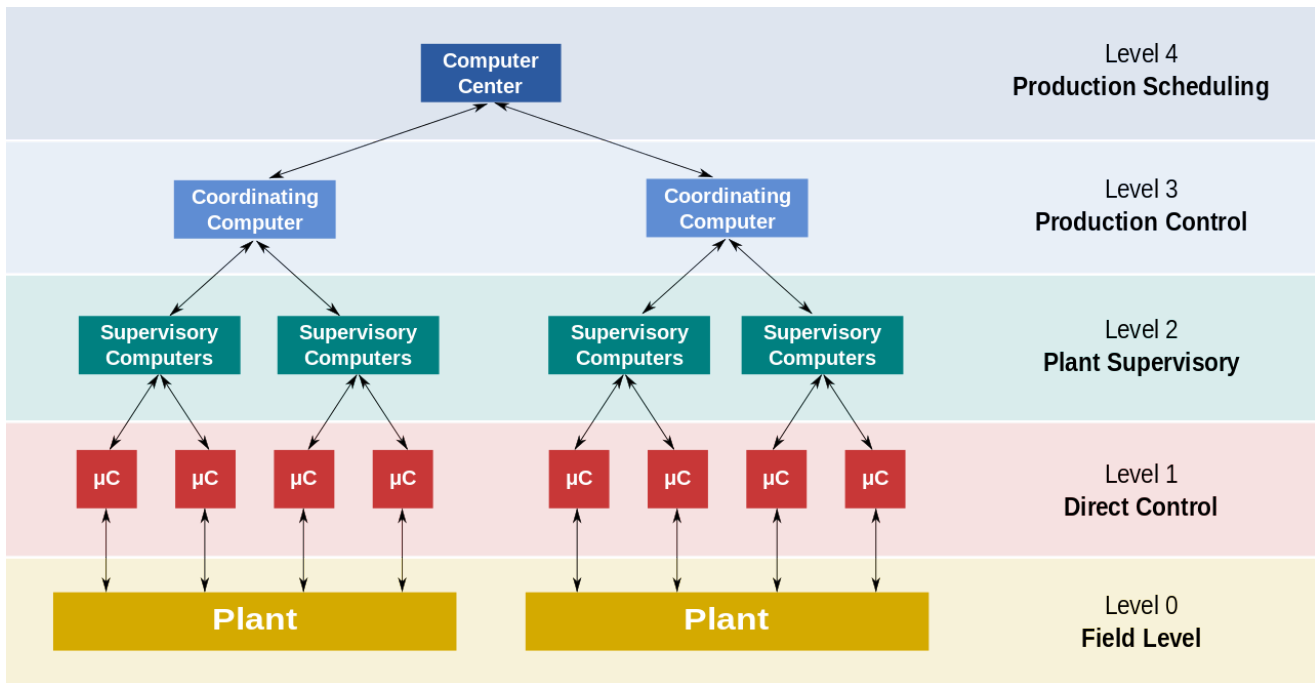 Computer
Center
Level 4
Production Scheduling
Coordinating
Computer
Coordinating
Computer
Level 3
Production Control
Supervisory
Computers
Supervisory
Computers
Supervisory
Computers
Supervisory
Computers
Level 2
Plant Supervisory
µC
µC
µC
µC
µC
µC
µC
µC
Level 1
Direct Control
Plant
Plant
Level 0
Field Level